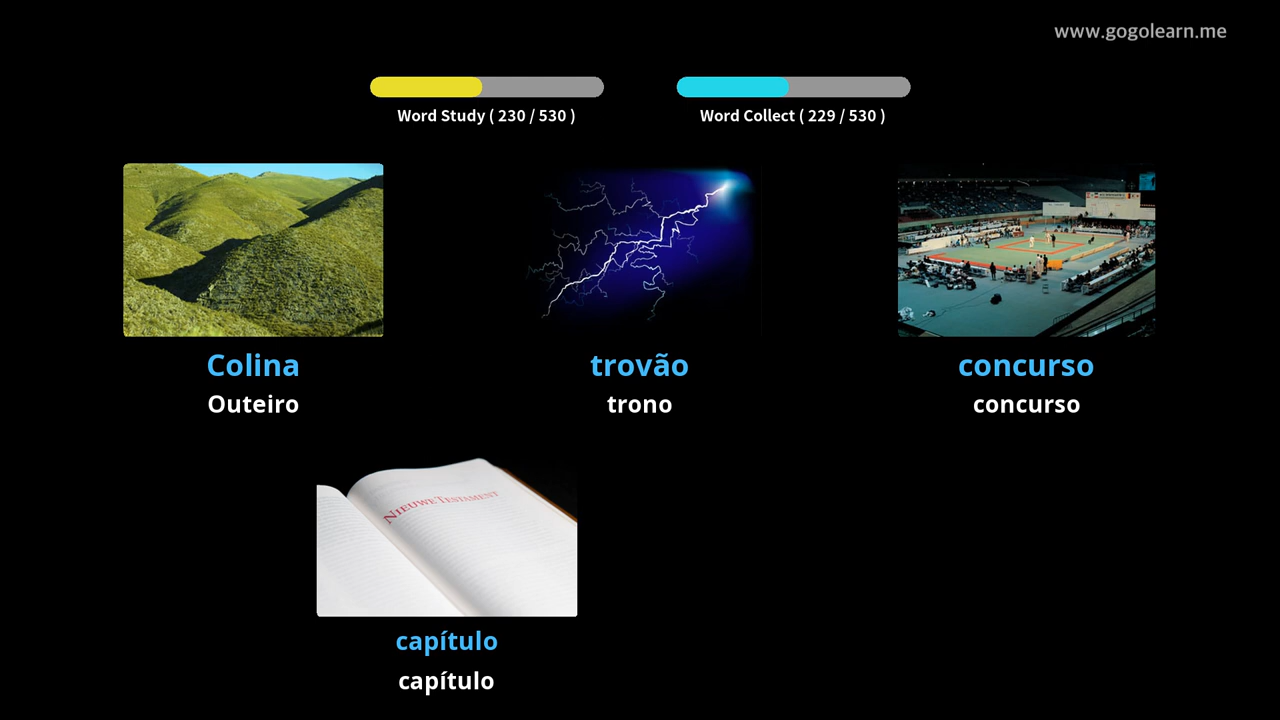 www.gogolearn.me
Word Study ( 230 / 530 )
Word Collect ( 229 / 530 )
Colina
Outeiro
trovão
trono
concurso
concurso
NIEUWE TESTAMENT
capítulo
capítulo